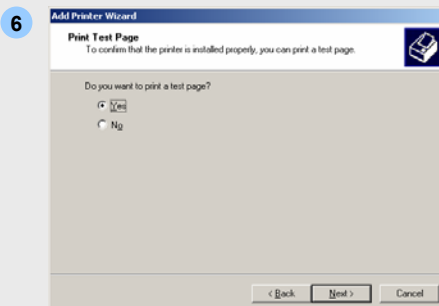 6
Add Printer Wizard
Print Test Page
To confirm that the printer is installed properly, you can print a test page.
Do you want to print a test page?
Yes
No
< Back Next > Cancel